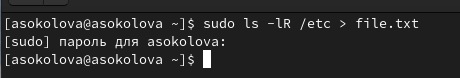 [asokolova@asokolova ~]$ sudo ls -lR /etc > file.txt
[sudo] пароль для asokolova:
[asokolova@asokolova ~]$